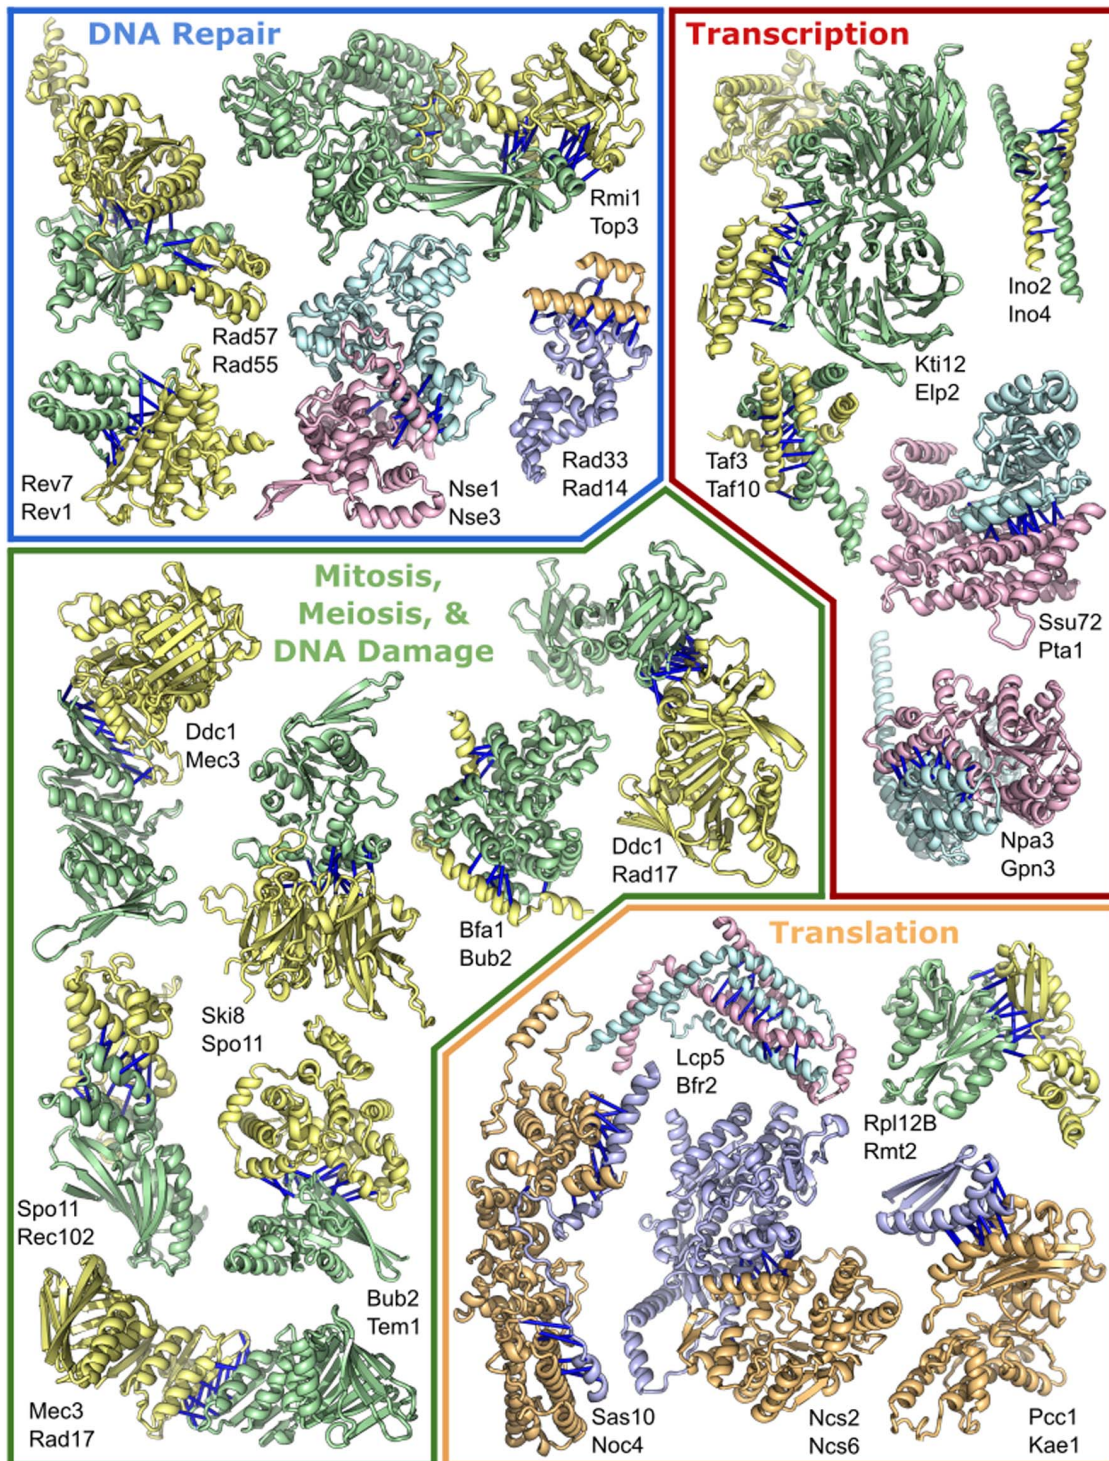 DNA Repair
Rmi1
Top3
Rad57
Rad55
Rev7
Rev1
Nse1
Nse3
Rad33
Rad14
Transcription
Ino2
Ino4
Kti12
Elp2
Taf3
Taf10
Ssu72
Pta1
Npa3
Gpn3
Mitosis,
Meiosis, &
DNA Damage
Ddc1
Mec3
Ddc1
Rad17
Bfa1
Bub2
Ski8
Spo11
Spo11
Rec102
Bub2
Tem1
Mec3
Rad17
Translation
Lcp5
Bfr2
Rpl12B
Rmt2
Sas10
Noc4
Ncs2
Ncs6
Pcc1
Kae1